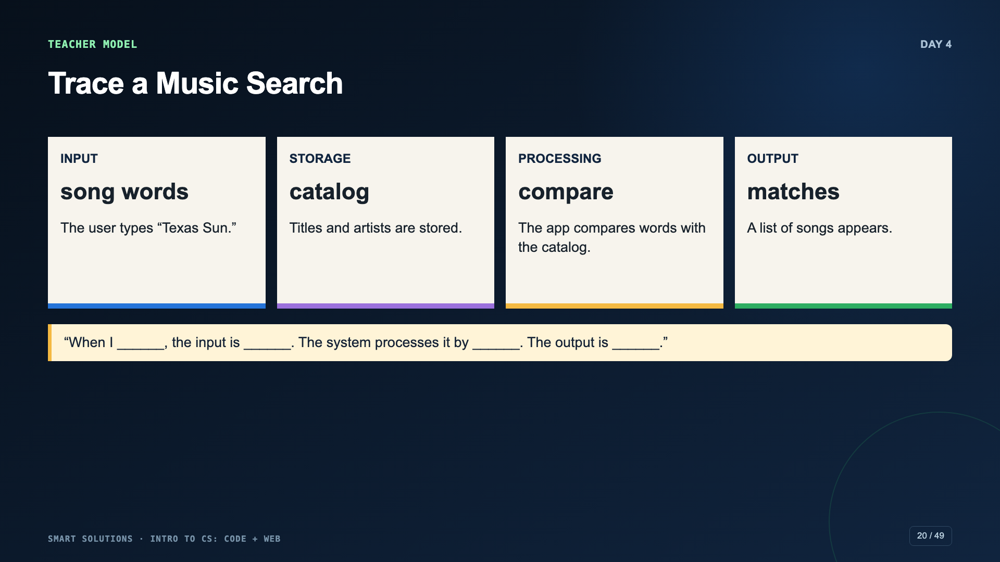 TEACHER MODEL
DAY 4
Trace a Music Search
INPUT
song words
The user types “Texas Sun.”
STORAGE
catalog
Titles and artists are stored.
PROCESSING
compare
The app compares words with
the catalog.
OUTPUT
matches
A list of songs appears.
“When I ______, the input is ______. The system processes it by ______. The output is ______.”
SMART SOLUTIONS · INTRO TO CS: CODE + WEB
20 / 49